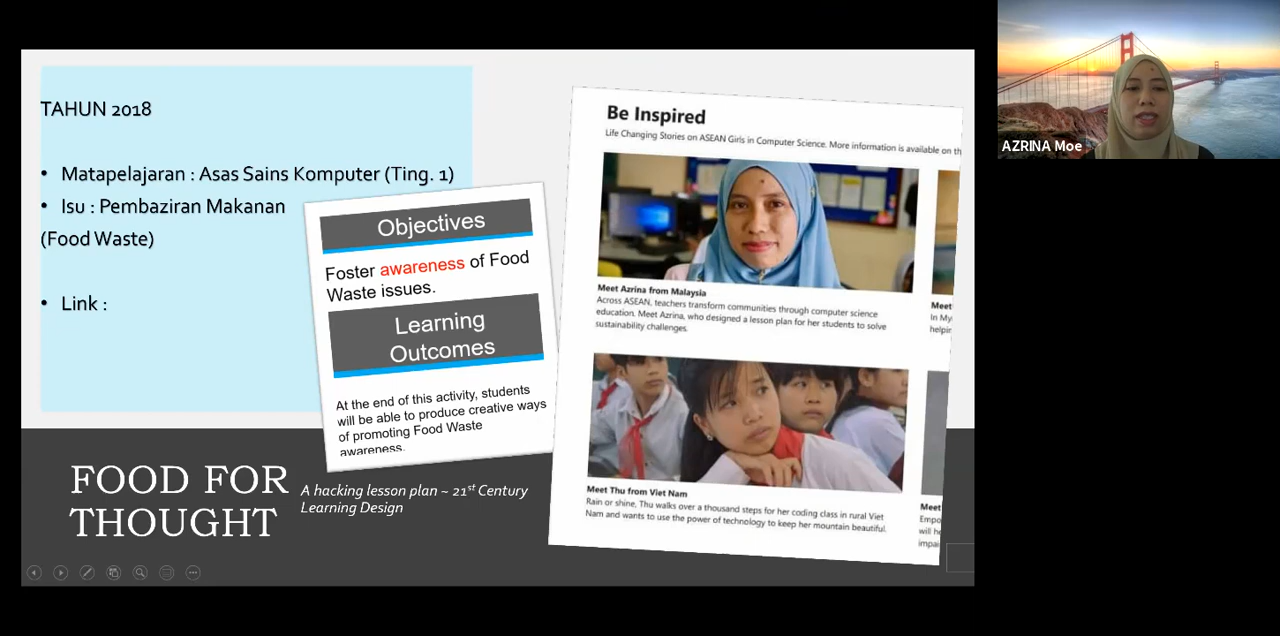 TAHUN 2018
• Matapelajaran : Asas Sains Komputer (Ting. 1)
• Isu : Pembaziran Makanan
(Food Waste)
• Link :
Objectives
Foster awareness of Food
Waste issues.
Learning
Outcomes
At the end of this activity, students
will be able to produce creative ways
of promoting Food Waste
awareness.
Be Inspired
Life Changing Stories on ASEAN Girls in Computer Science. More information is available on th
Meet Azrina from Malaysia
Across ASEAN, teachers transform communities through computer science
education. Meet Azrina, who designed a lesson plan for her students to solve
sustainability challenges.
Meet
In My
helpin
Meet Thu from Viet Nam
Rain or shine, Thu walks over a thousand steps for her coding class in rural Viet
Nam and wants to use the power of technology to keep her mountain beautiful.
Meet
Empo
will he
impai
FOOD FOR
THOUGHT
A hacking lesson plan ~ 21st Century
Learning Design
AZRINA Moe